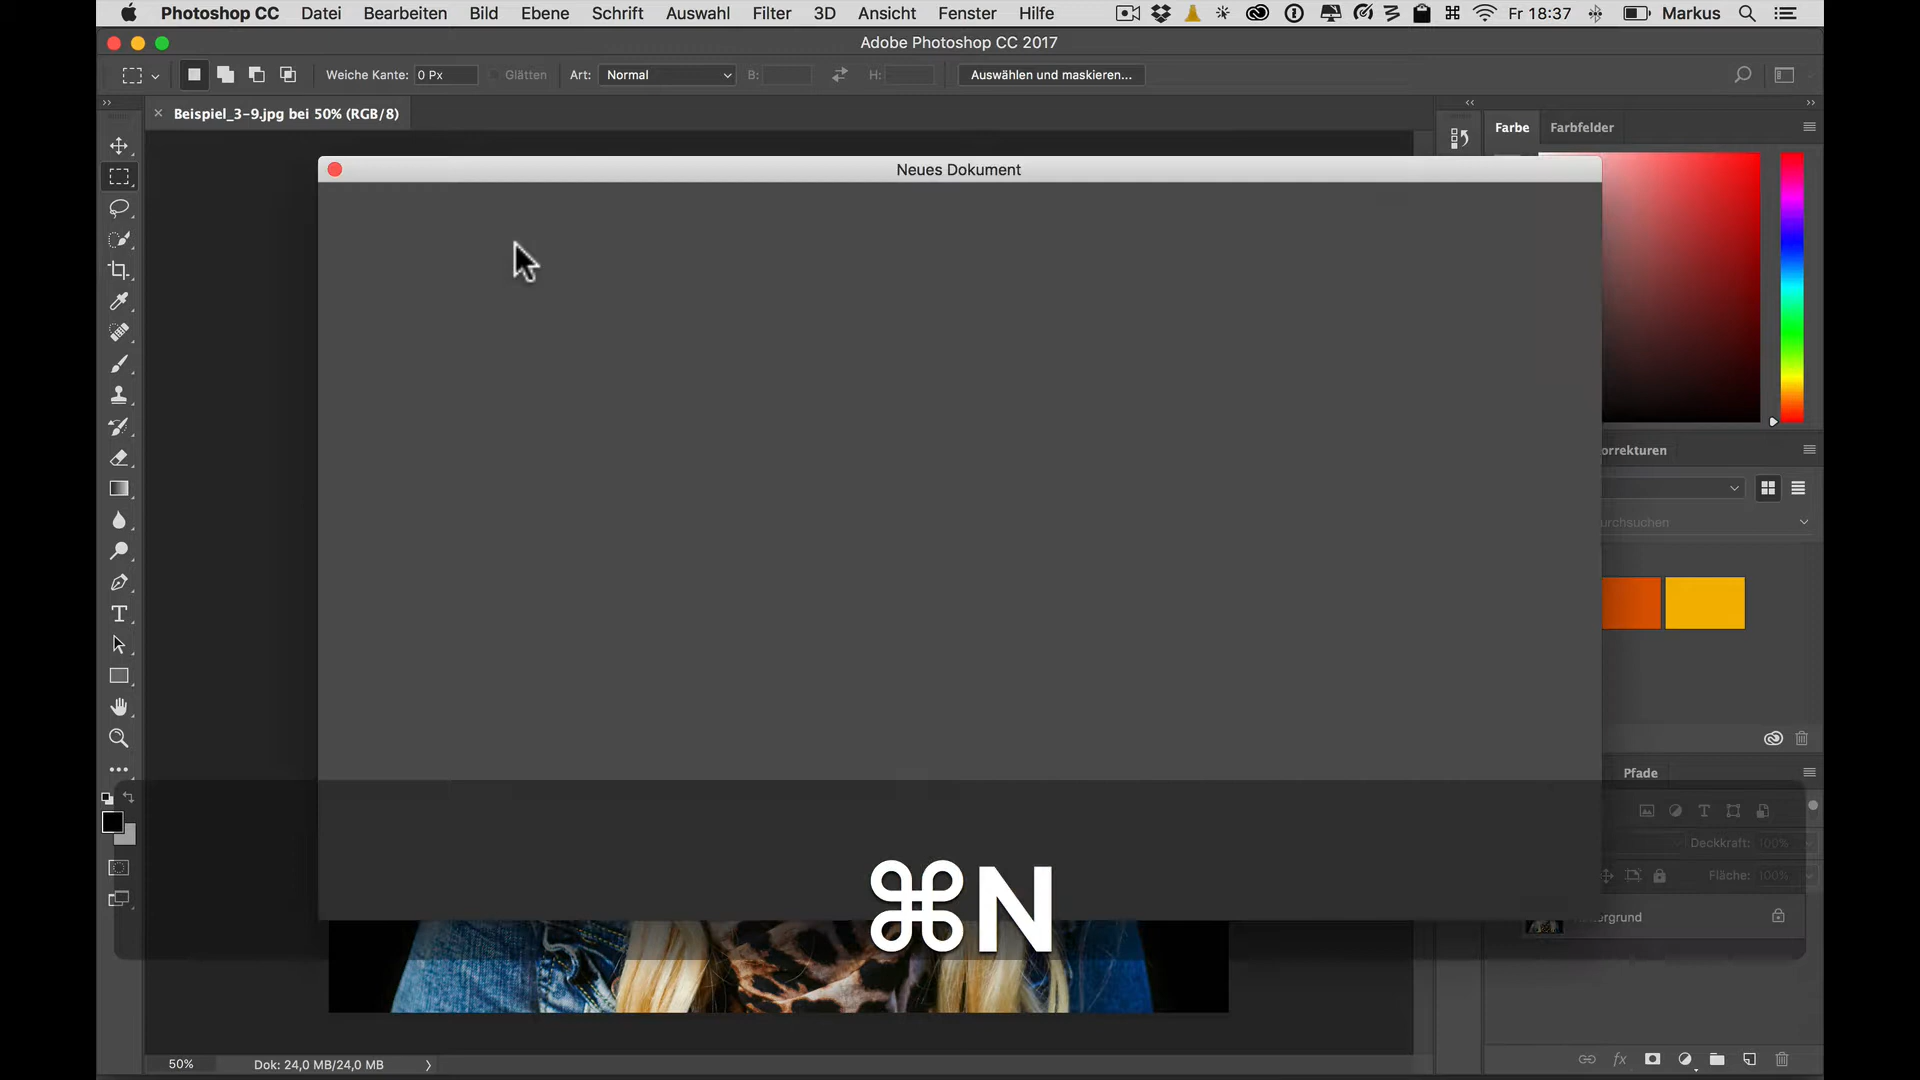 Photoshop CC Datei Bearbeiten Bild Ebene Schrift Auswahl Filter 3D Ansicht Fenster Hilfe Fr 18:37 Markus
Adobe Photoshop CC 2017
Weiche Kante: 0 Px Glätten Art: Normal B: H: Auswählen und maskieren...
Beispiel_3-9.jpg bei 50% (RGB/8)
Farbe Farbfelder
Neues Dokument
orrekturen
urchsuchen
Pfade
Deckkraft: 100%
Fläche: 100%
⌘N
50% Dok: 24,0 MB/24,0 MB